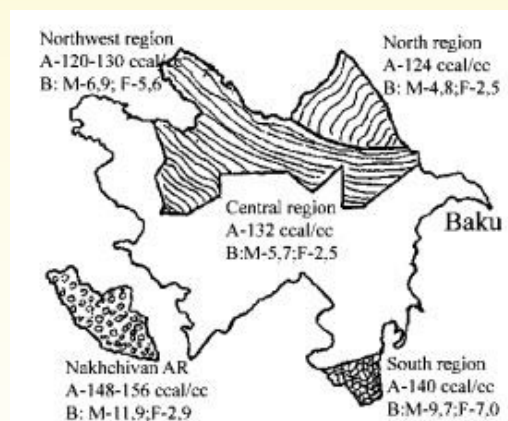 Northwest region
A-120-130 ccal/cc
B: M-6,9; F-5,6
North region
A-124 ccal/cc
B: M-4,8;F-2,5
Central region
A-132 ccal/cc
B:M-5,7;F-2,5
Baku
Nakhchivan AR
A-148-156 ccal/cc
B: M-11,9;F-2,9
South region
A-140 ccal/cc
B:M-9,7;F-7,0